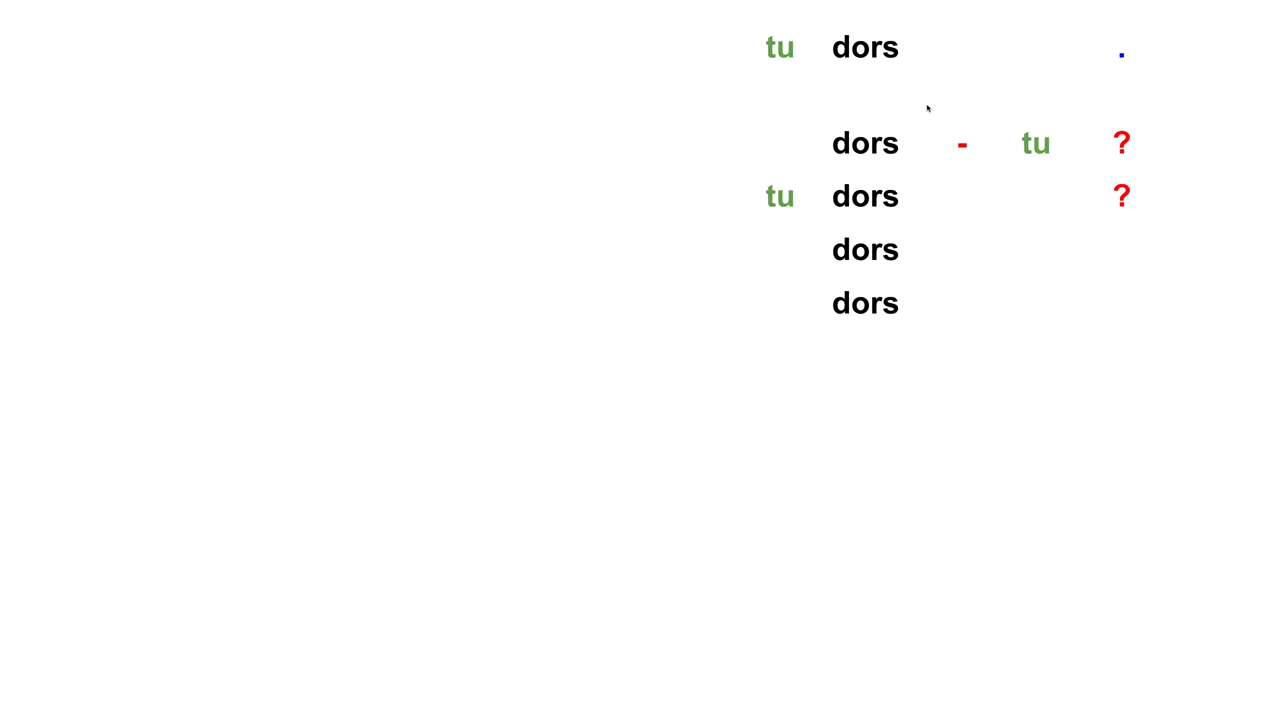 tu dors .
dors - tu ?
tu dors ?
dors
dors